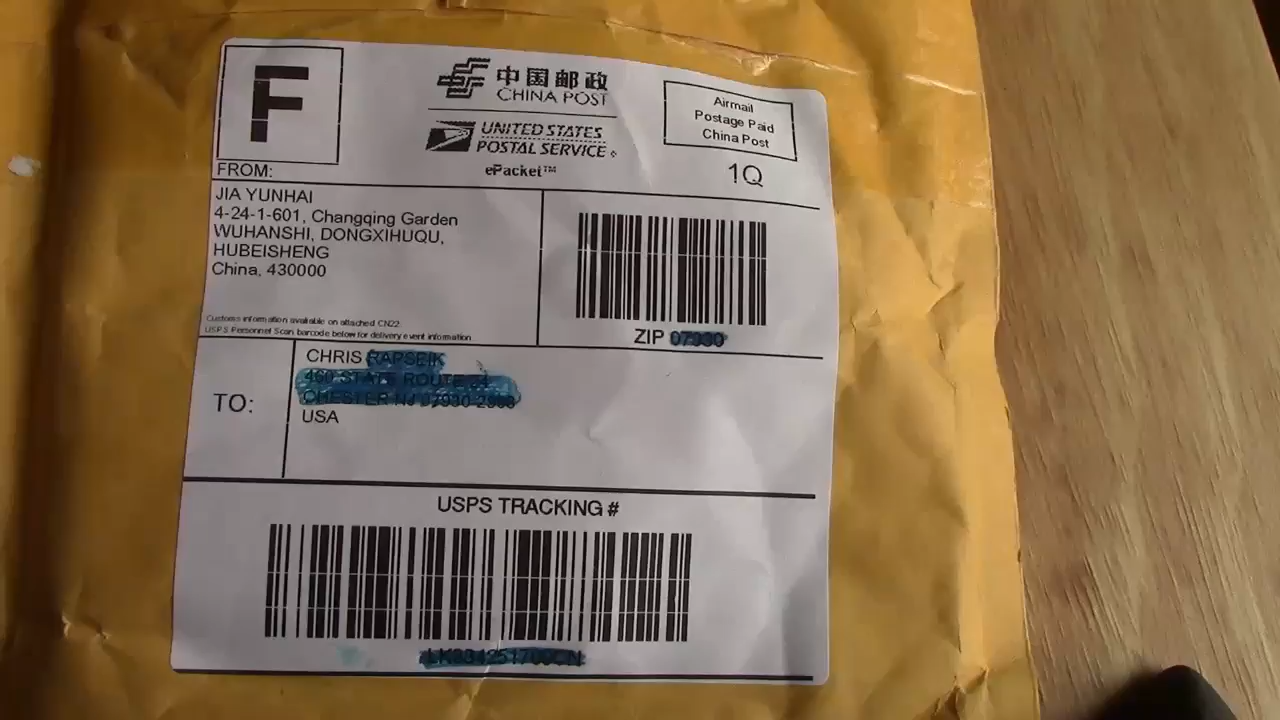 F
中国邮政
CHINA POST
UNITED STATES
POSTAL SERVICE
ePacket™
Airmail
Postage Paid
China Post
1Q
FROM:
JIA YUNHAI
4-24-1-601, Changqing Garden
WUHANSHI, DONGXIHUQU,
HUBEISHENG
China, 430000
Customs information available on attached CN22.
USPS Personnel Scan barcode below for delivery event information
ZIP
TO:
CHRIS
USA
USPS TRACKING #